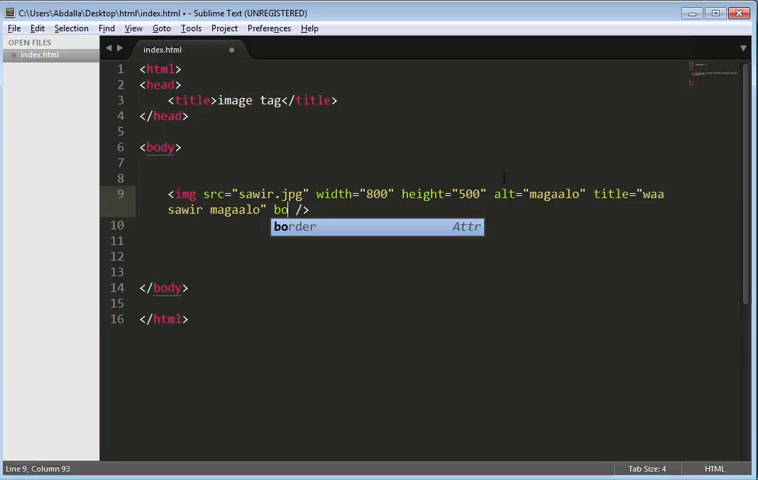 C:\Users\Abdalla\Desktop\html\index.html • - Sublime Text (UNREGISTERED)
File Edit Selection Find View Goto Tools Project Preferences Help
OPEN FILES
index.html
index.html
1 <html>
2 <head>
3 <title>image tag</title>
4 </head>
5
6 <body>
7
8
9 <img src="sawir.jpg" width="800" height="500" alt="magaalo" title="waa
sawir magaalo" bo />
border Attr
10
11
12
13
14 </body>
15
16 </html>
Line 9, Column 93 Tab Size: 4 HTML